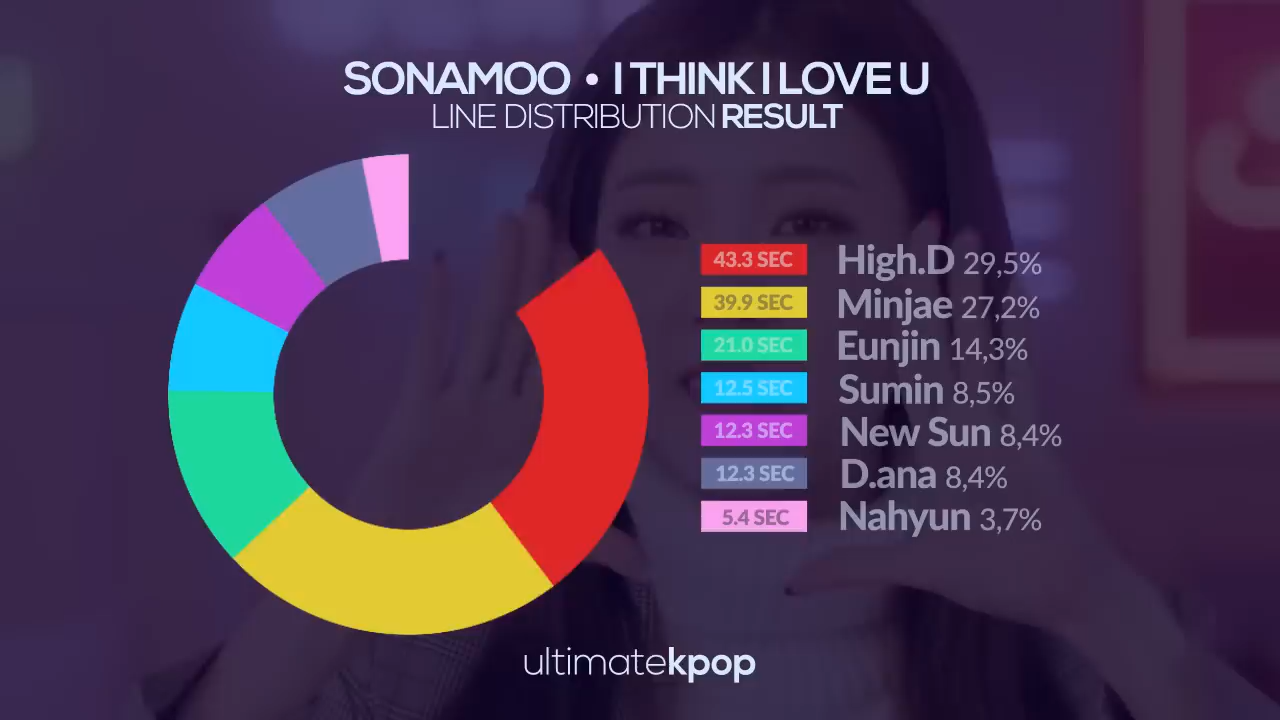 SONAMOO • I THINK I LOVE U
LINE DISTRIBUTION RESULT
43.3 SEC High.D 29,5%
39.9 SEC Minjae 27,2%
21.0 SEC Eunjin 14,3%
12.5 SEC Sumin 8,5%
12.3 SEC New Sun 8,4%
12.3 SEC D.ana 8,4%
5.4 SEC Nahyun 3,7%
ultimatekpop